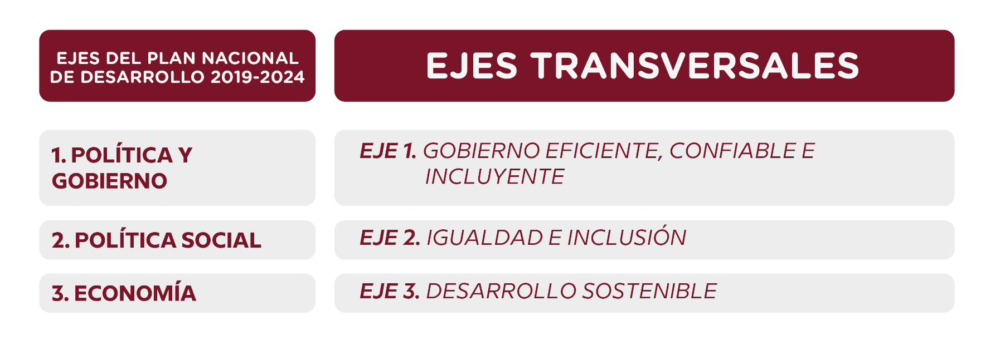 EJES DEL PLAN NACIONAL
DE DESARROLLO 2019-2024
EJES TRANSVERSALES
1. POLÍTICA Y
GOBIERNO
EJE 1. GOBIERNO EFICIENTE, CONFIABLE E
INCLUYENTE
2. POLÍTICA SOCIAL
EJE 2. IGUALDAD E INCLUSIÓN
3. ECONOMÍA
EJE 3. DESARROLLO SOSTENIBLE